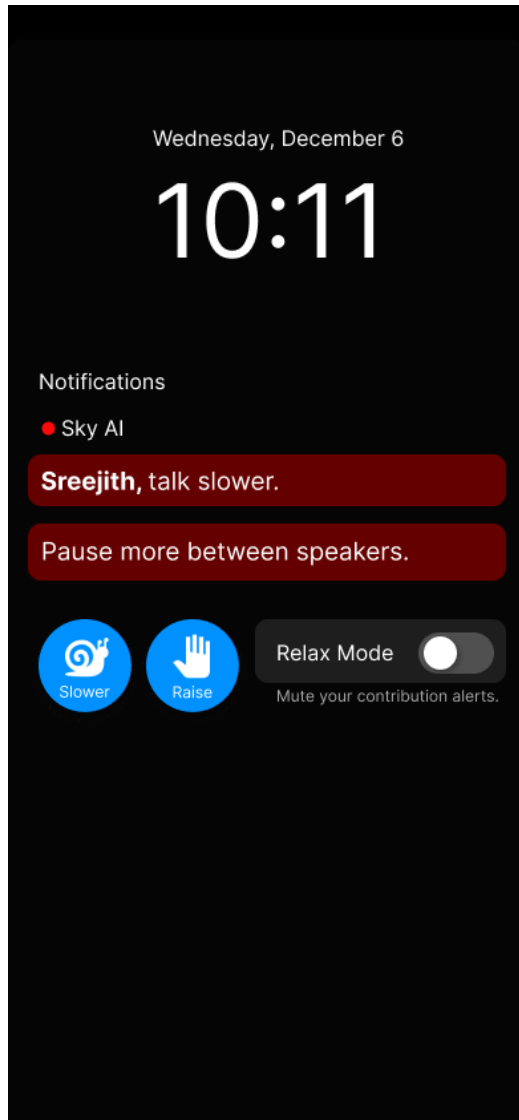 Wednesday, December 6
10:11
Notifications
Sky AI
Sreejith, talk slower.
Pause more between speakers.
Slower
Raise
Relax Mode
Mute your contribution alerts.